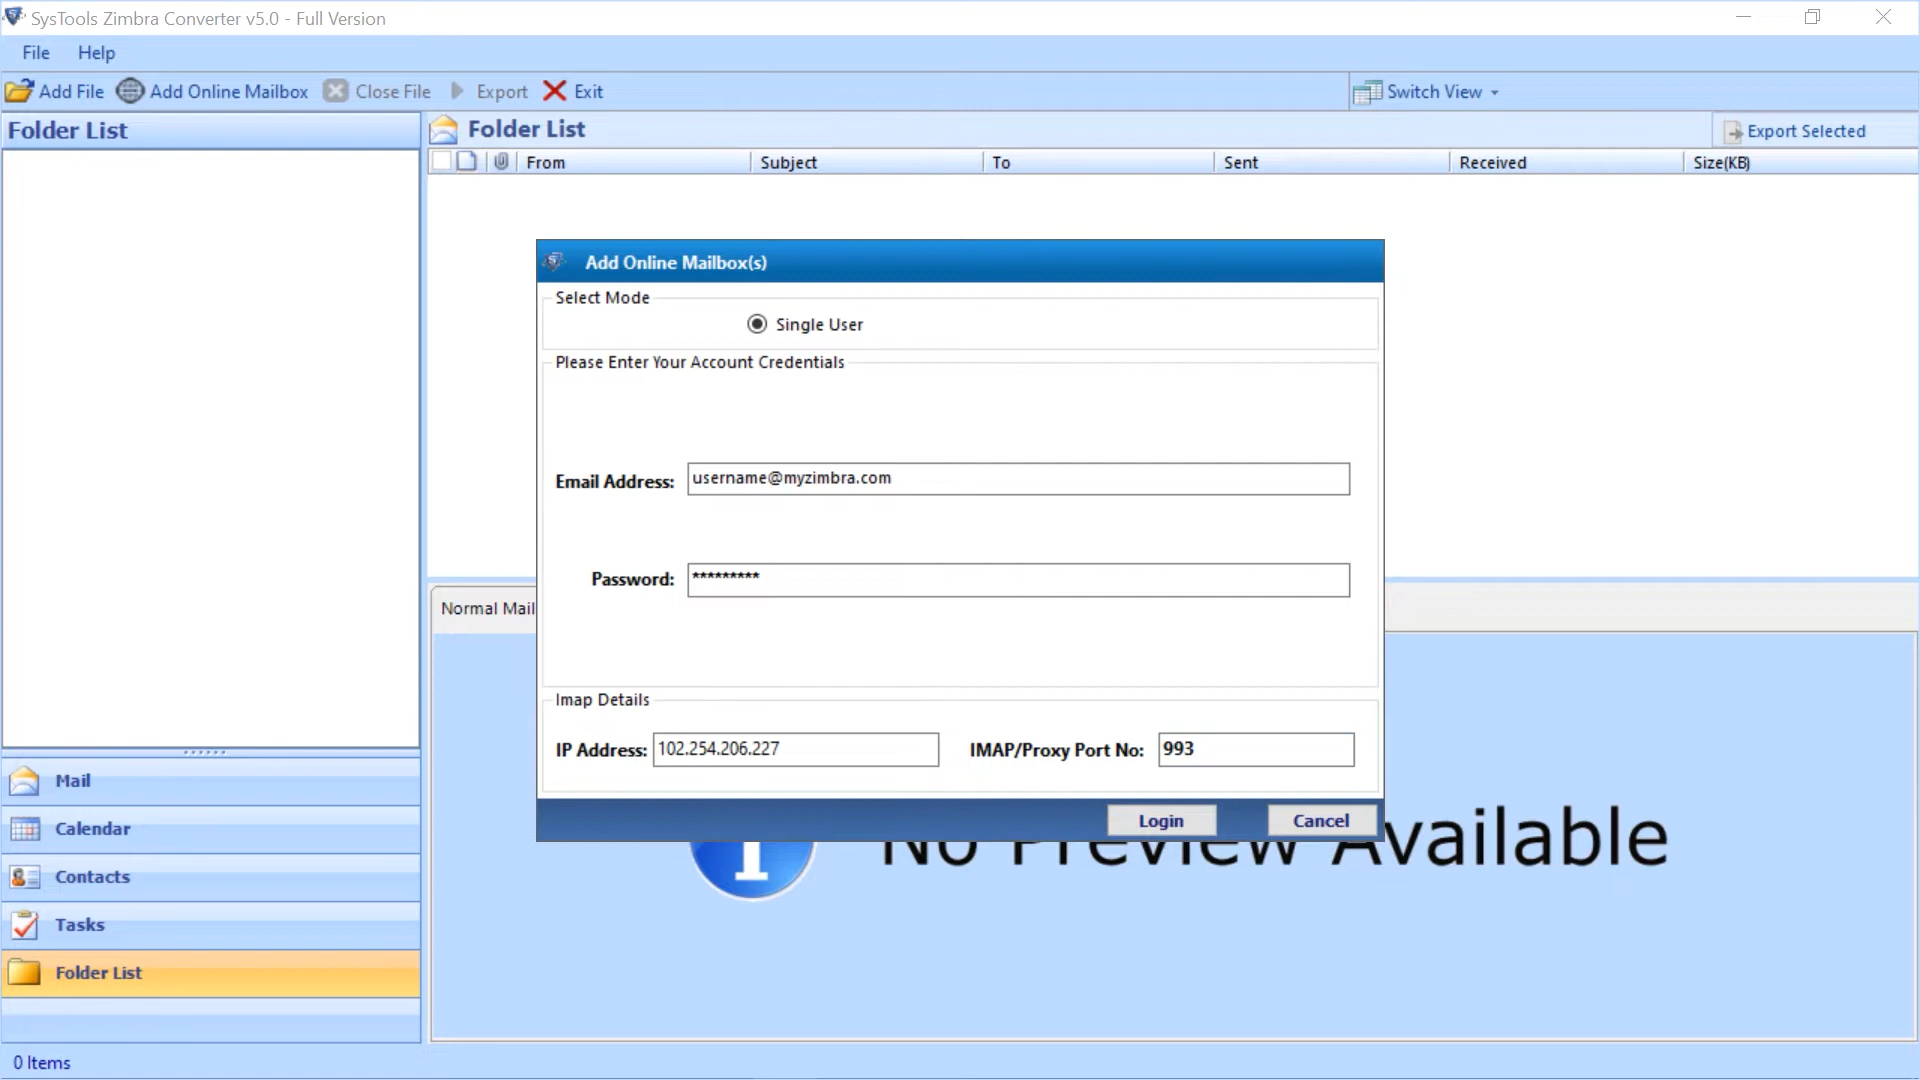 SysTools Zimbra Converter v5.0 - Full Version
File Help
Add File Add Online Mailbox Close File Export Exit Switch View
Folder List
Folder List
Export Selected
From Subject To Sent Received Size(KB)
Add Online Mailbox(s)
Select Mode
Single User
Please Enter Your Account Credentials
Email Address: username@myzimbra.com
Password: *********
Normal Mail
Imap Details
IP Address: 102.254.206.227 IMAP/Proxy Port No: 993
Login Cancel
No Preview Available
Mail
Calendar
Contacts
Tasks
Folder List
0 Items